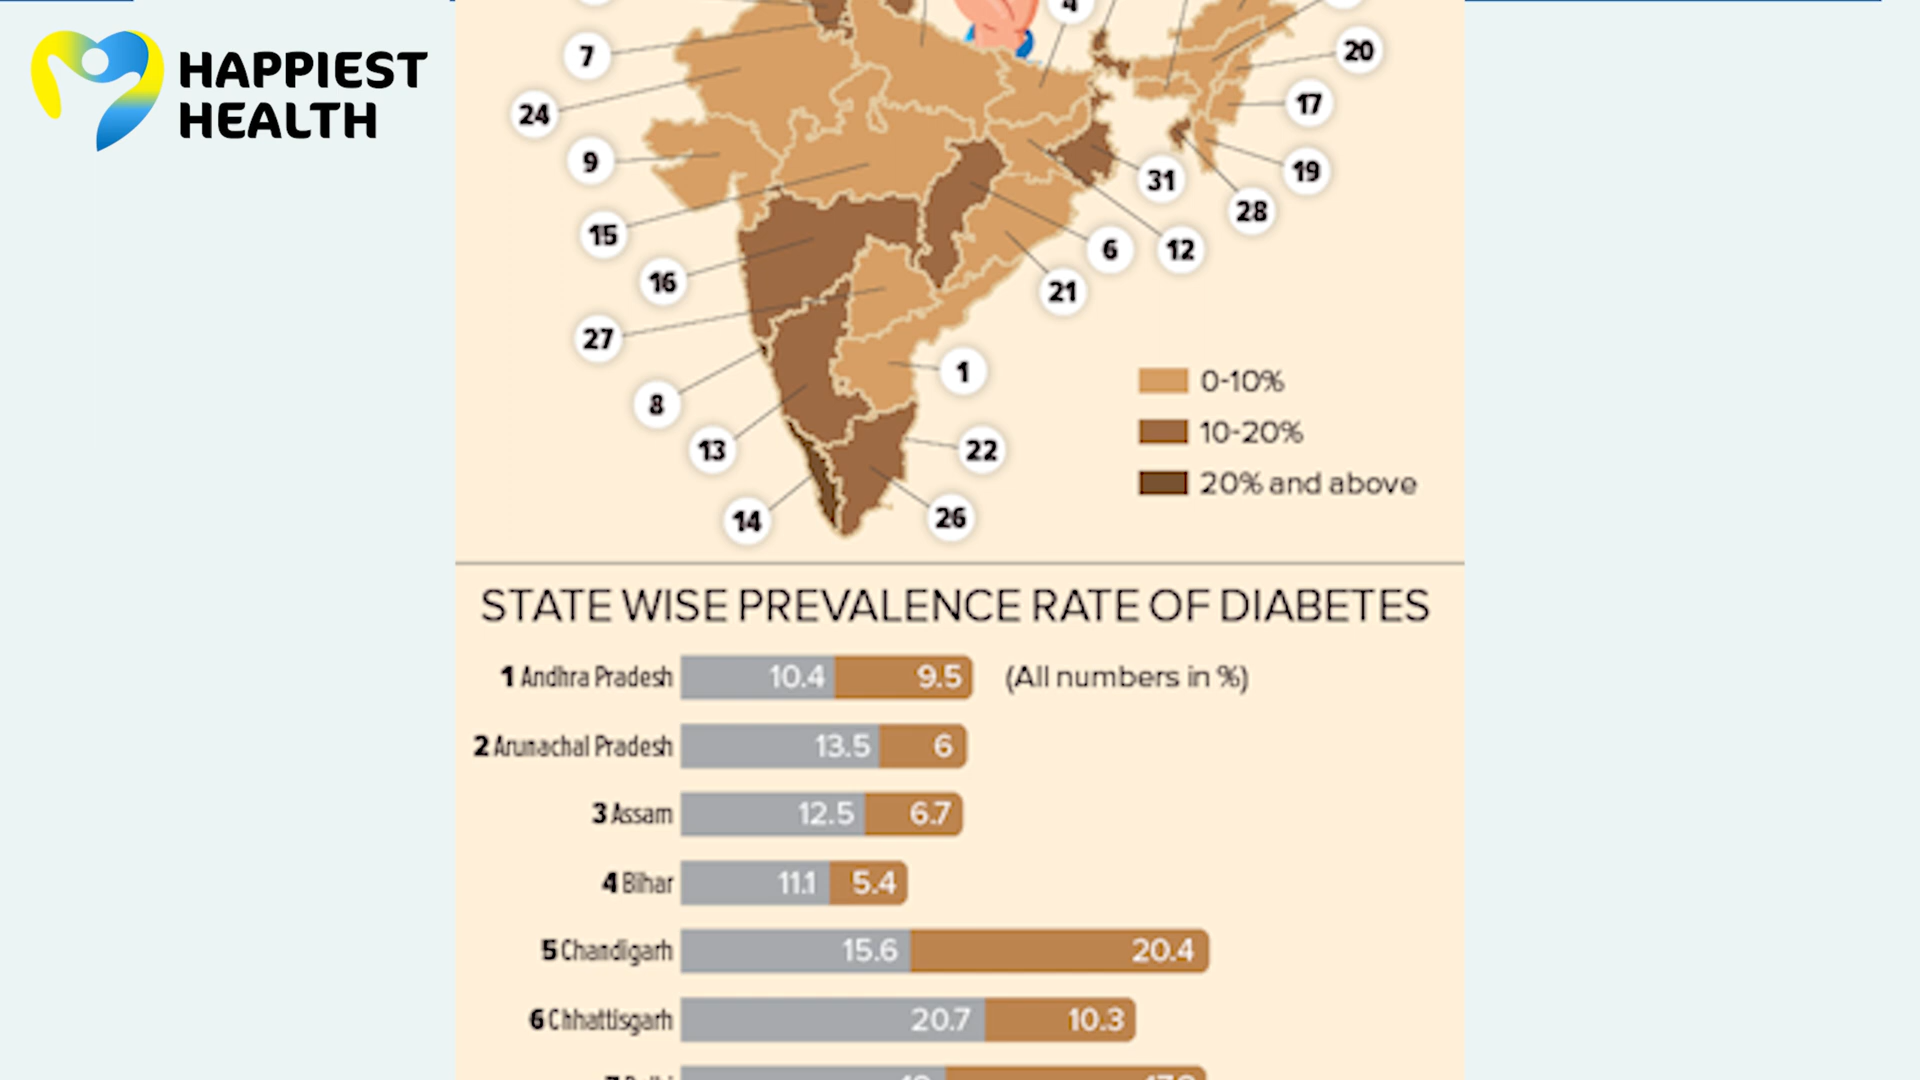 HAPPIEST
HEALTH
4
7
20
24
17
9
31
19
28
15
6
12
16
21
27
1
8
0-10%
10-20%
13
22
20% and above
14
26
STATE WISE PREVALENCE RATE OF DIABETES
1 Andhra Pradesh 10.4 9.5 (All numbers in %)
2 Arunachal Pradesh 13.5 6
3 Assam 12.5 6.7
4 Bihar 11.1 5.4
5 Chandigarh 15.6 20.4
6 Chhattisgarh 20.7 10.3